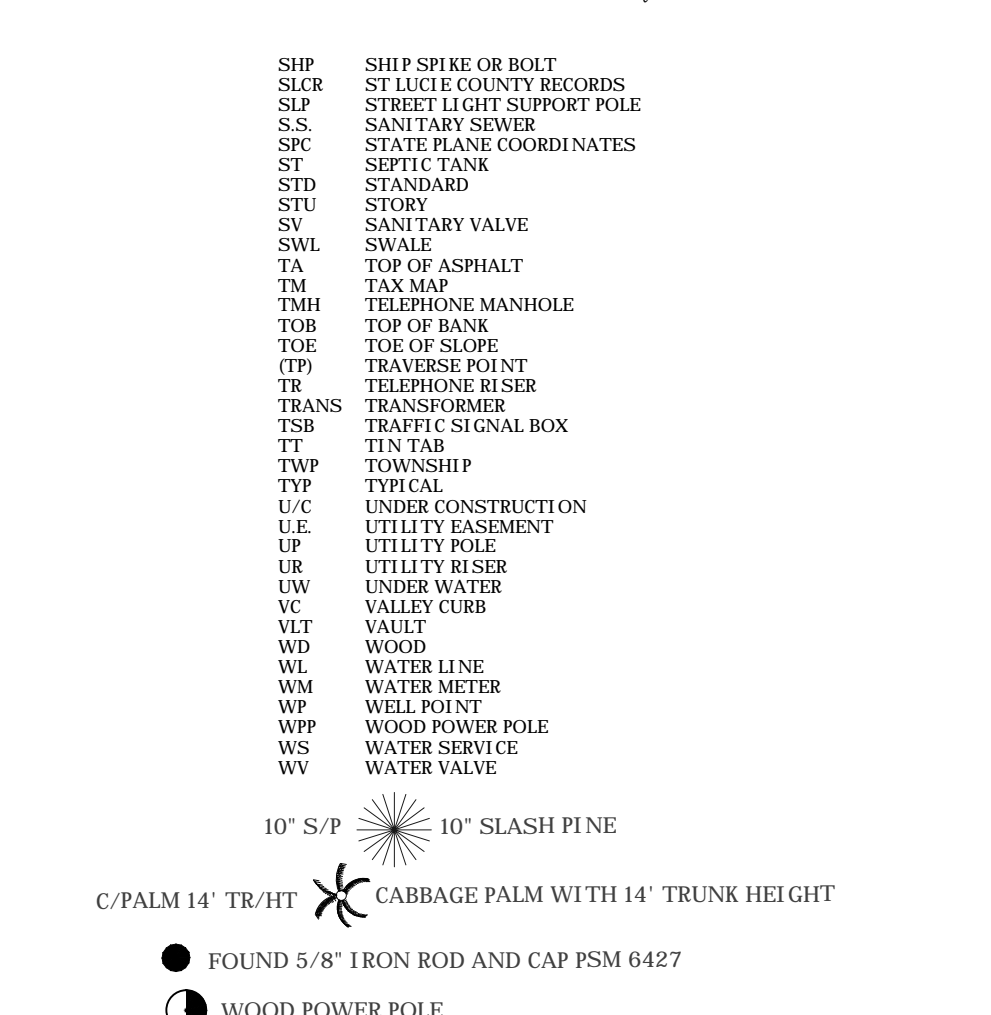 SHP SHIP SPIKE OR BOLT
SLCR ST LUCIE COUNTY RECORDS
SLP STREET LIGHT SUPPORT POLE
S.S. SANITARY SEWER
SPC STATE PLANE COORDINATES
ST SEPTIC TANK
STD STANDARD
STU STORY
SV SANITARY VALVE
SWL SWALE
TA TOP OF ASPHALT
TM TAX MAP
TMH TELEPHONE MANHOLE
TOB TOP OF BANK
TOE TOE OF SLOPE
(TP) TRAVERSE POINT
TR TELEPHONE RISER
TRANS TRANSFORMER
TSB TRAFFIC SIGNAL BOX
TT TIN TAB
TWP TOWNSHIP
TYP TYPICAL
U/C UNDER CONSTRUCTION
U.E. UTILITY EASEMENT
UP UTILITY POLE
UR UTILITY RISER
UW UNDER WATER
VC VALLEY CURB
VLT VAULT
WD WOOD
WL WATER LINE
WM WATER METER
WP WELL POINT
WPP WOOD POWER POLE
WS WATER SERVICE
WV WATER VALVE
10" S/P 10" SLASH PINE
C/PALM 14' TR/HT CABBAGE PALM WITH 14' TRUNK HEIGHT
FOUND 5/8" IRON ROD AND CAP PSM 6427
WOOD POWER POLE